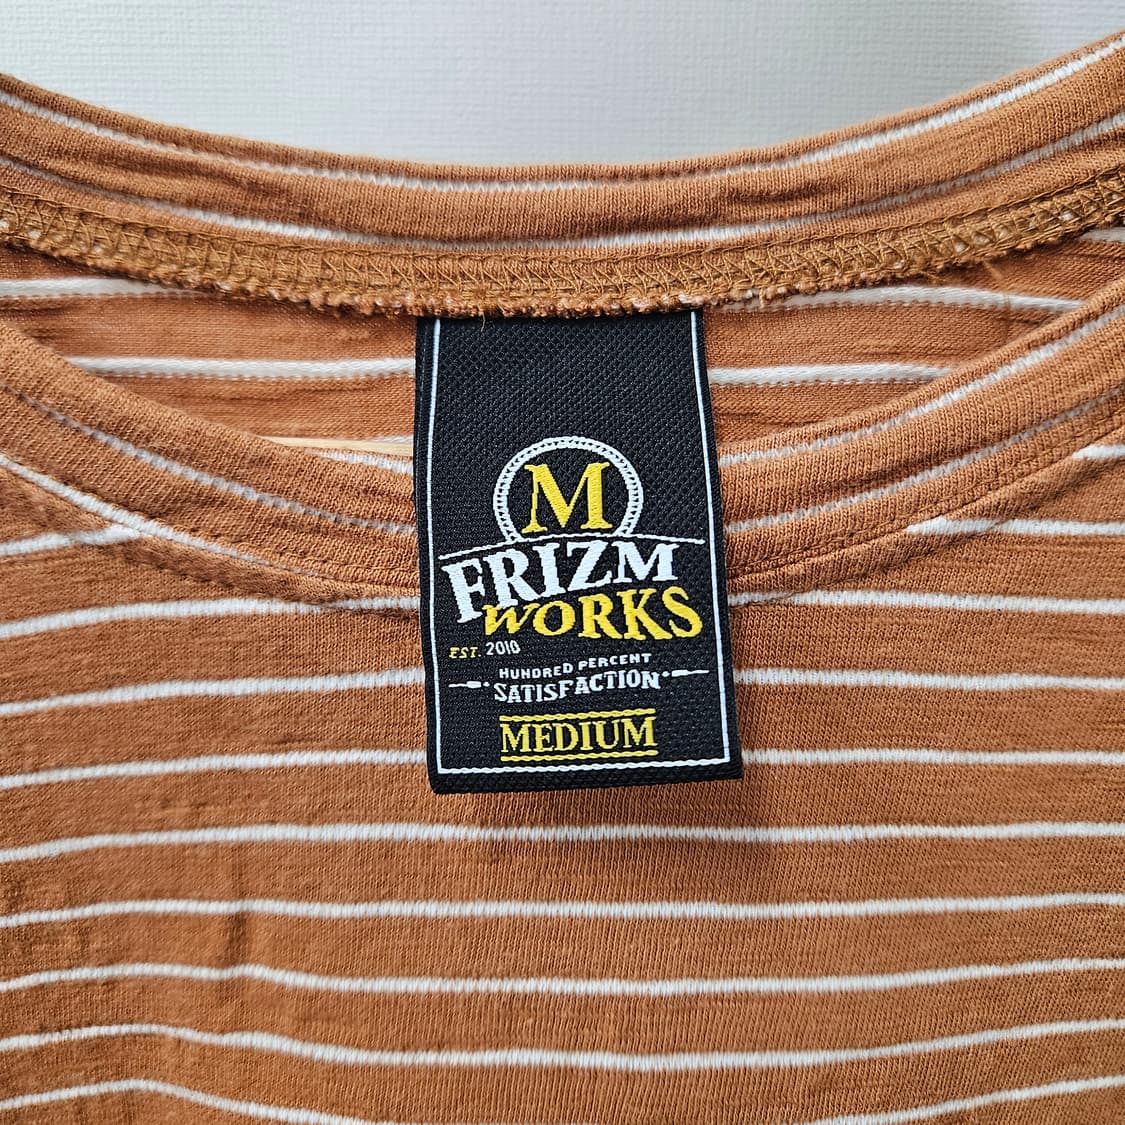 M
FRIZM
WORKS
EST. 2010
HUNDRED PERCENT
SATISFACTION
MEDIUM